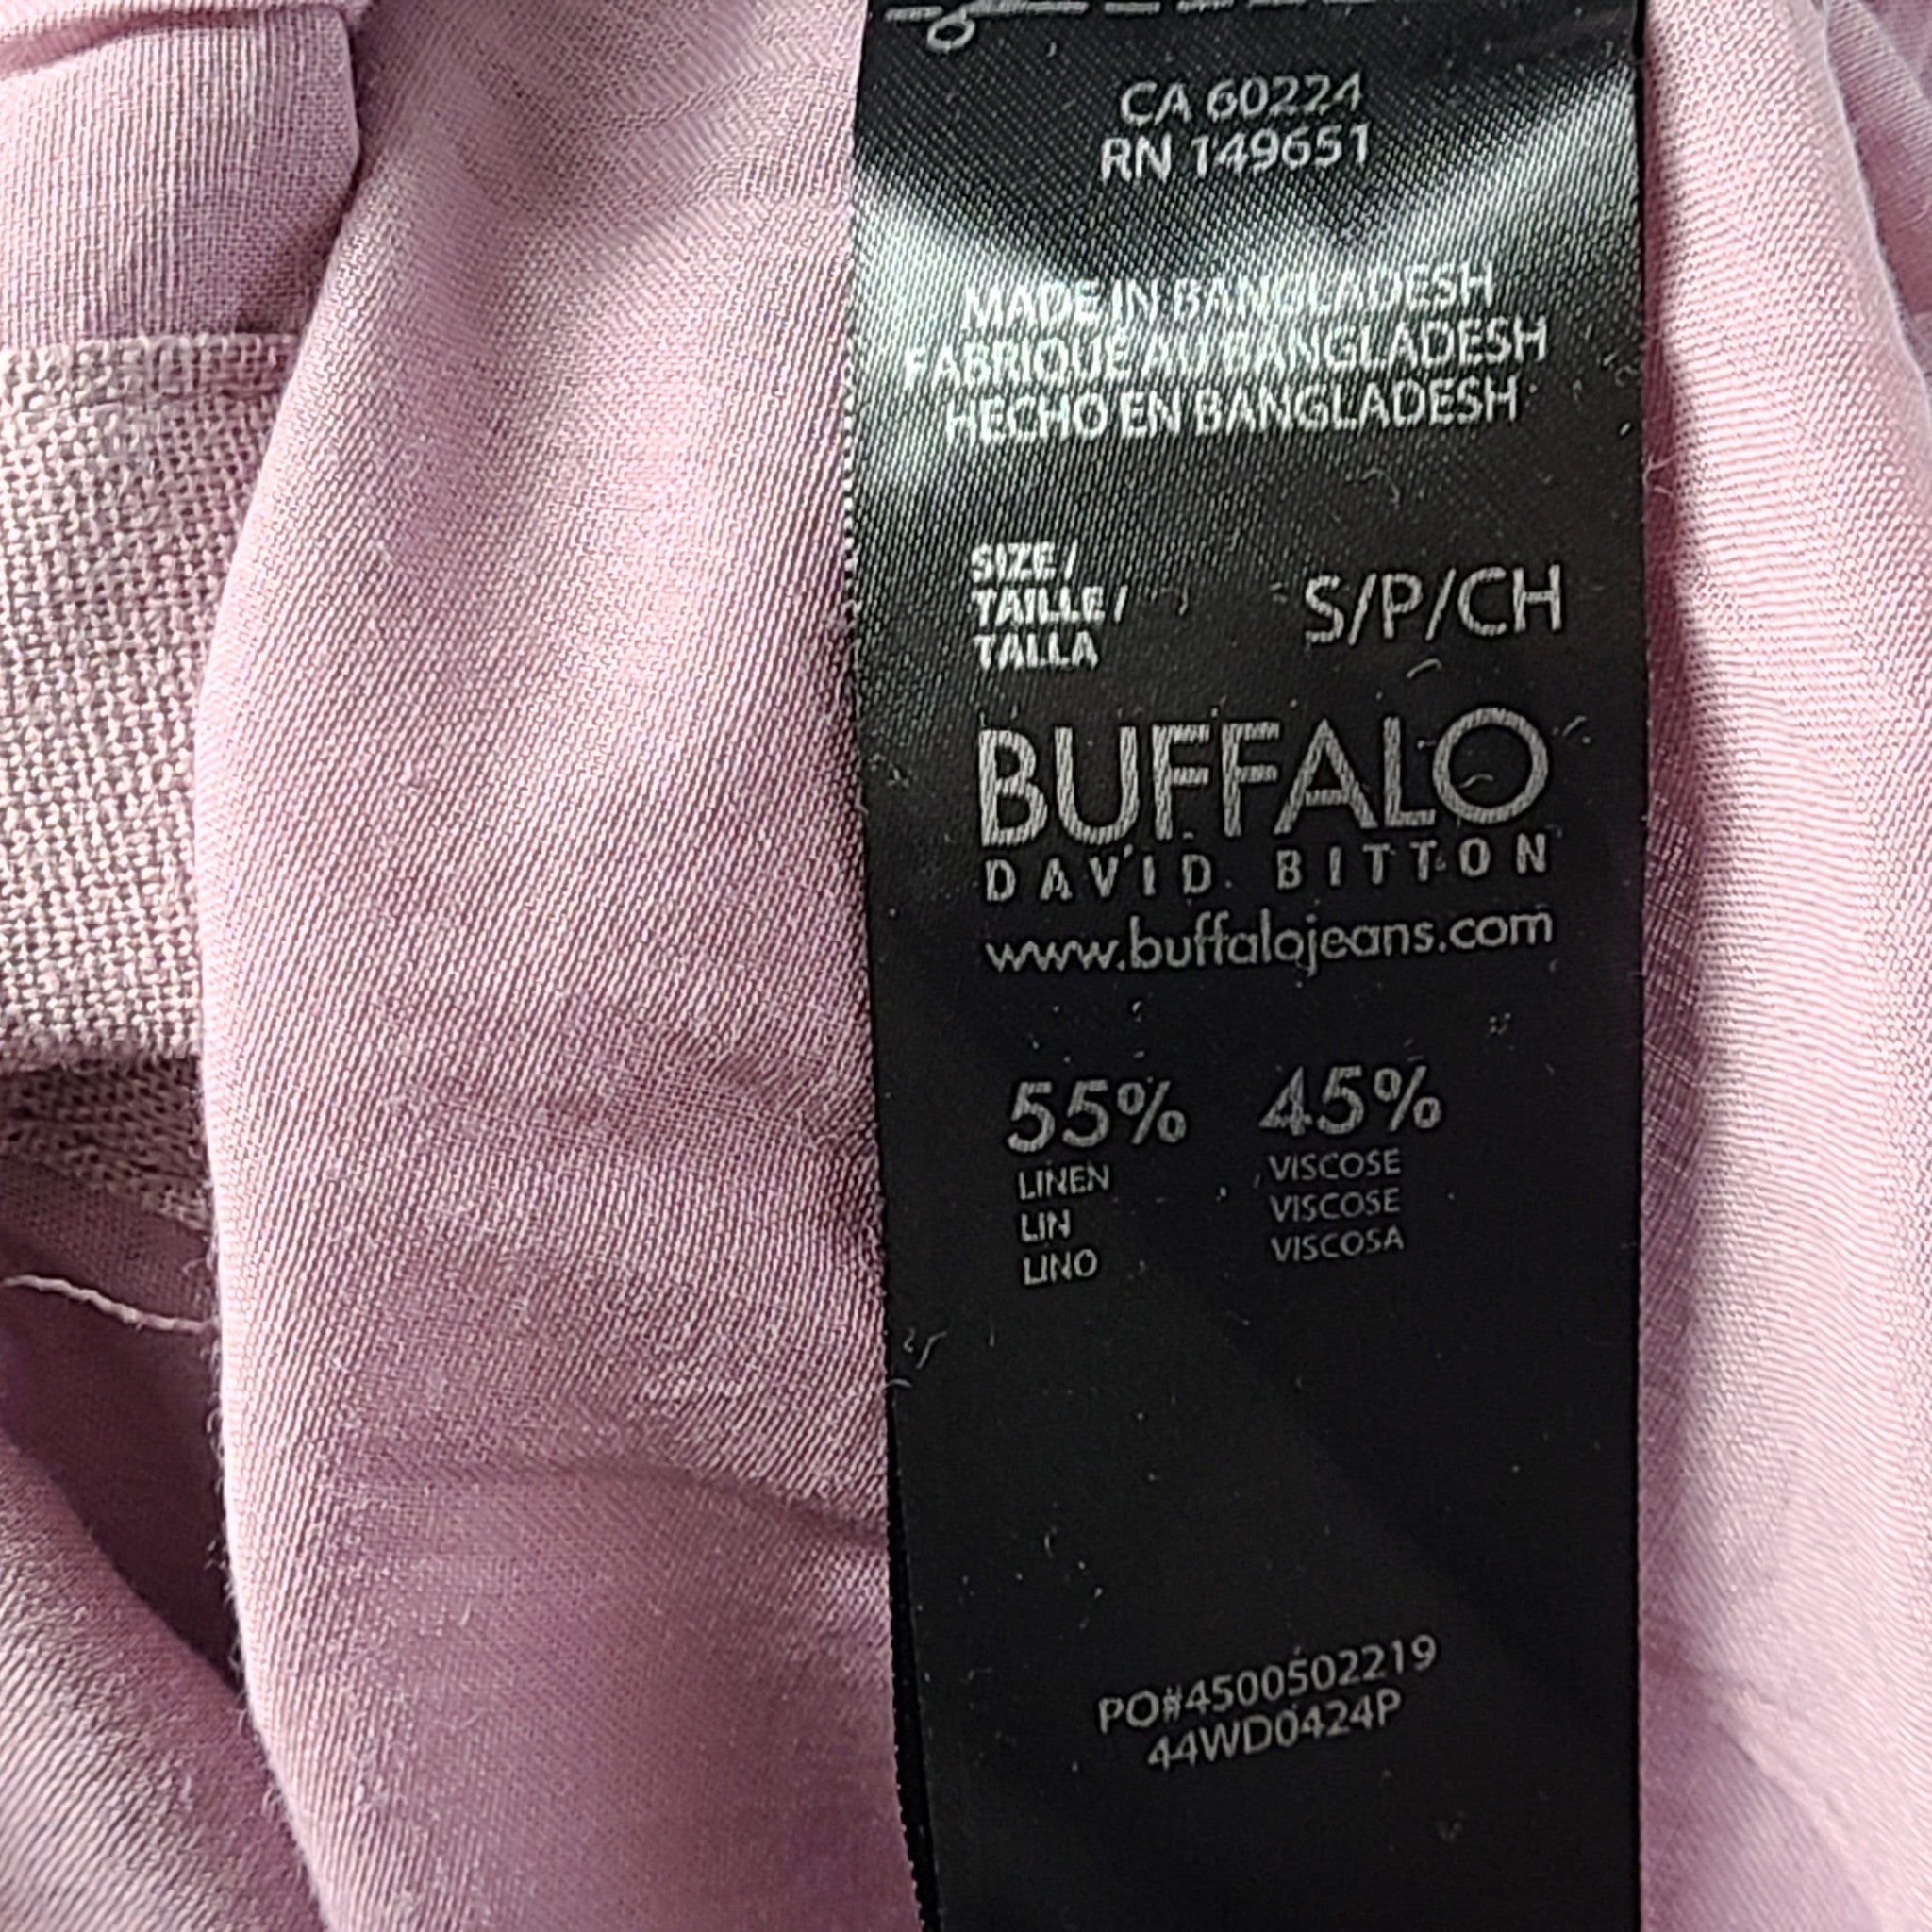 CA 60224
RN 149651
MADE IN BANGLADESH
FABRIQUÉ AU BANGLADESH
HECHO EN BANGLADESH
SIZE /
TAILLE /
TALLA
S/P/CH
BUFFALO
DAVID BITTON
www.buffalojeans.com
55% 45%
LINEN VISCOSE
LIN VISCOSE
LINO VISCOSA
PO#4500502219
44WD0424P